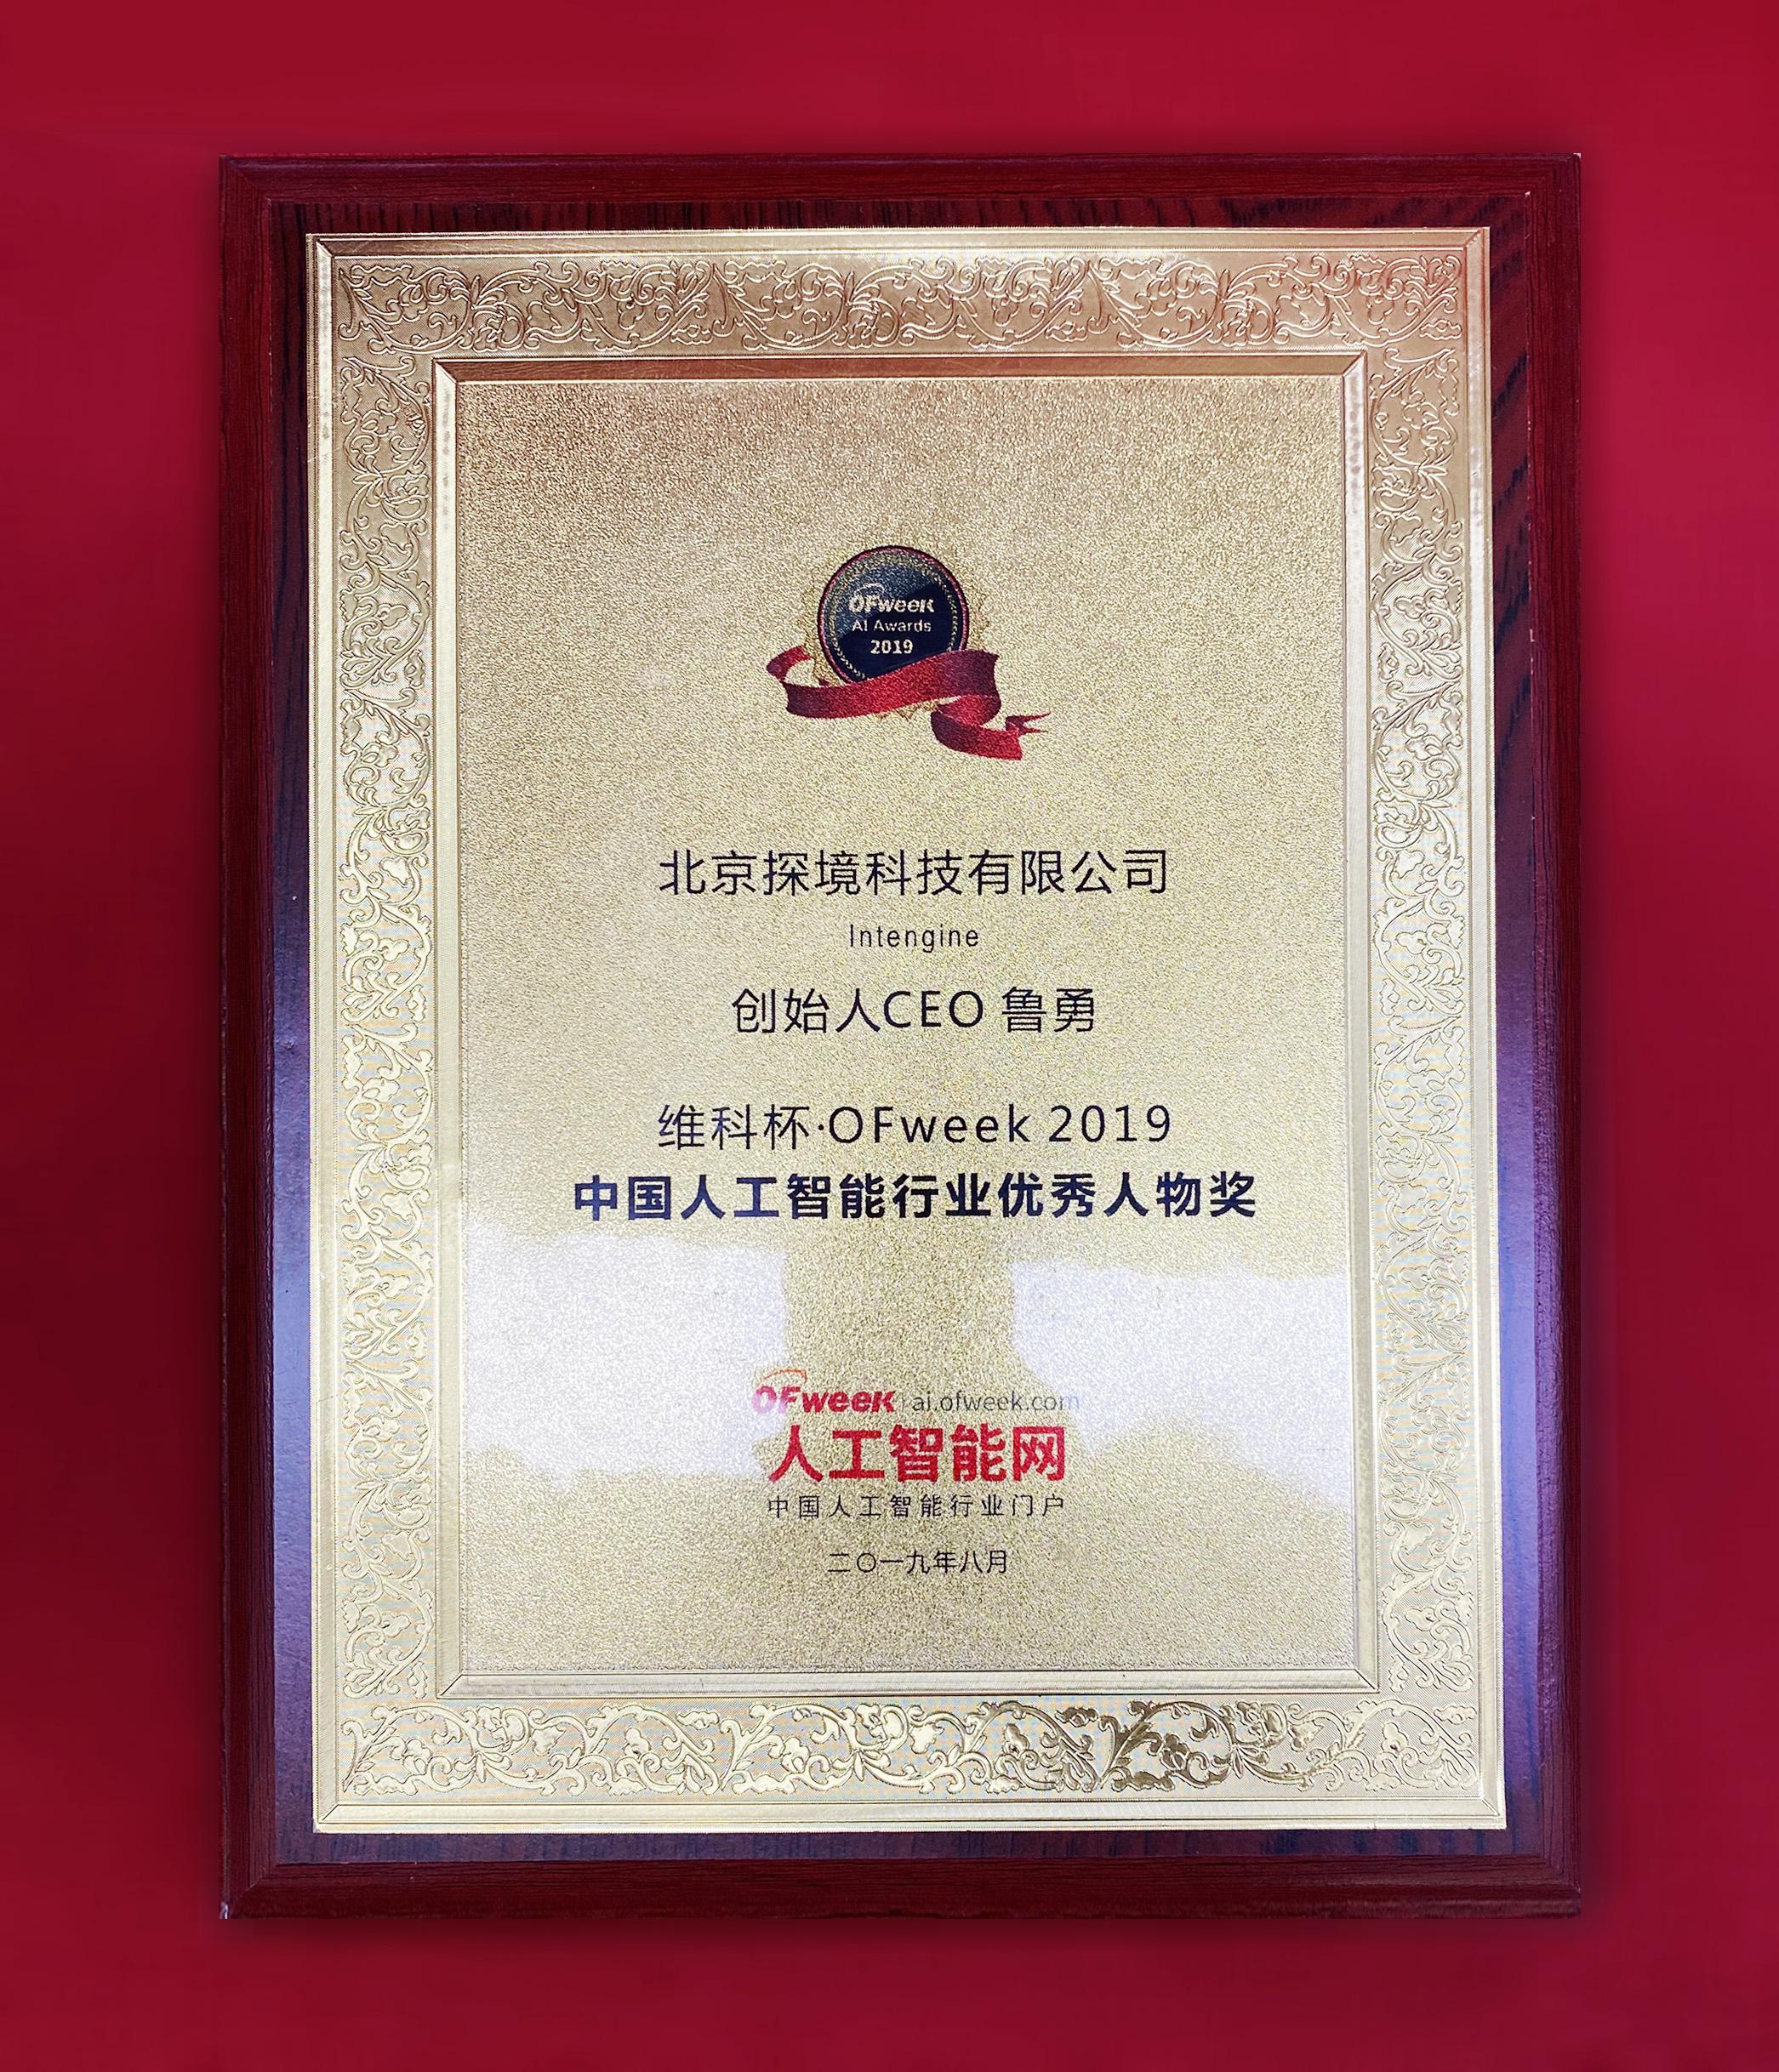 OFweek
AI Awards
2019
北京探境科技有限公司
Intengine
创始人CEO 鲁勇
维科杯·OFweek 2019
中国人工智能行业优秀人物奖
OFweek ai.ofweek.com
人工智能网
中国人工智能行业门户
二〇一九年八月